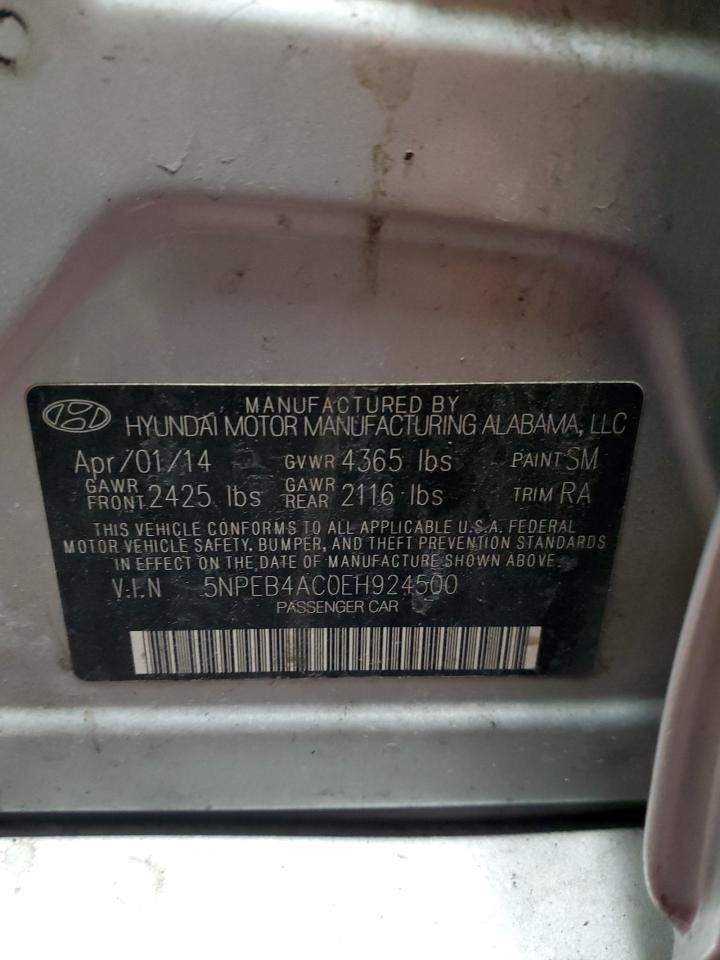 MANUFACTURED BY
HYUNDAI MOTOR MANUFACTURING ALABAMA, LLC
Apr/01/14 GVWR 4365 lbs PAINT SM
GAWR FRONT 2425 lbs GAWR REAR 2116 lbs TRIM RA
THIS VEHICLE CONFORMS TO ALL APPLICABLE U.S.A. FEDERAL
MOTOR VEHICLE SAFETY, BUMPER, AND THEFT PREVENTION STANDARDS
IN EFFECT ON THE DATE OF MANUFACTURE SHOWN ABOVE.
V.I.N 5NPEB4AC0EH924500
PASSENGER CAR